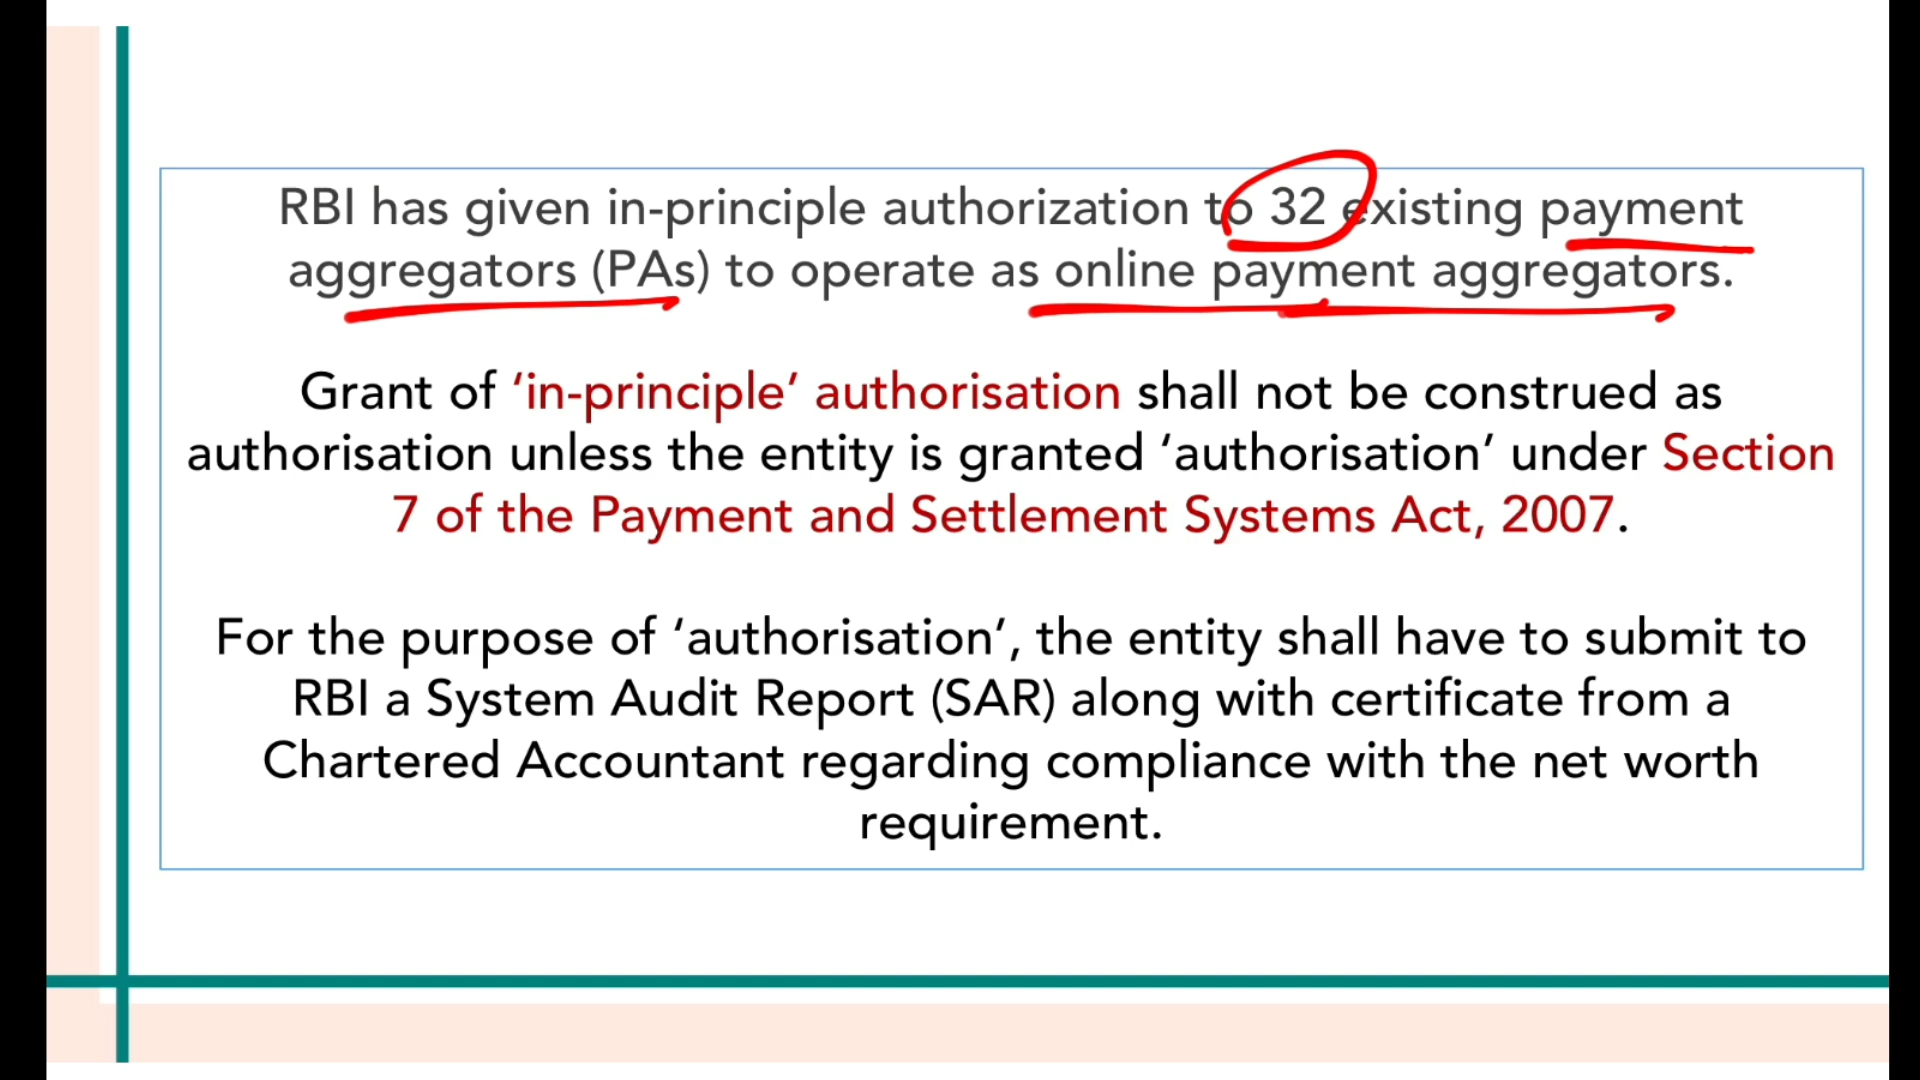 RBI has given in-principle authorization to 32 existing payment
aggregators (PAs) to operate as online payment aggregators.
Grant of ‘in-principle’ authorisation shall not be construed as
authorisation unless the entity is granted ‘authorisation’ under Section
7 of the Payment and Settlement Systems Act, 2007.
For the purpose of ‘authorisation’, the entity shall have to submit to
RBI a System Audit Report (SAR) along with certificate from a
Chartered Accountant regarding compliance with the net worth
requirement.